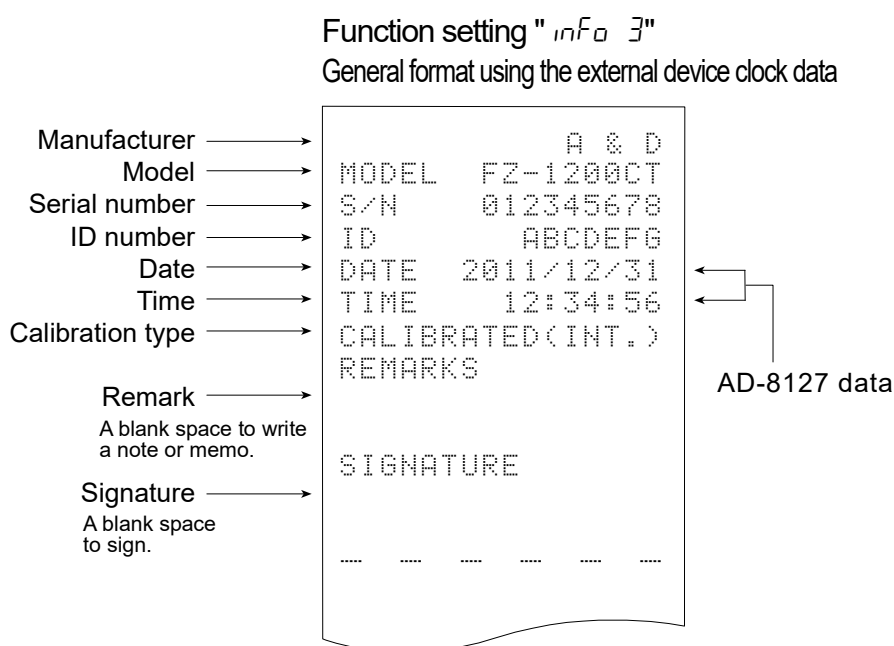 Function setting "info 3"
General format using the external device clock data
Manufacturer
Model
Serial number
ID number
Date
Time
Calibration type
Remark
A blank space to write
a note or memo.
Signature
A blank space
to sign.
A & D
MODEL FZ-1200CT
S/N 012345678
ID ABCDEFG
DATE 2011/12/31
TIME 12:34:56
CALIBRATED(INT.)
REMARKS
SIGNATURE
AD-8127 data